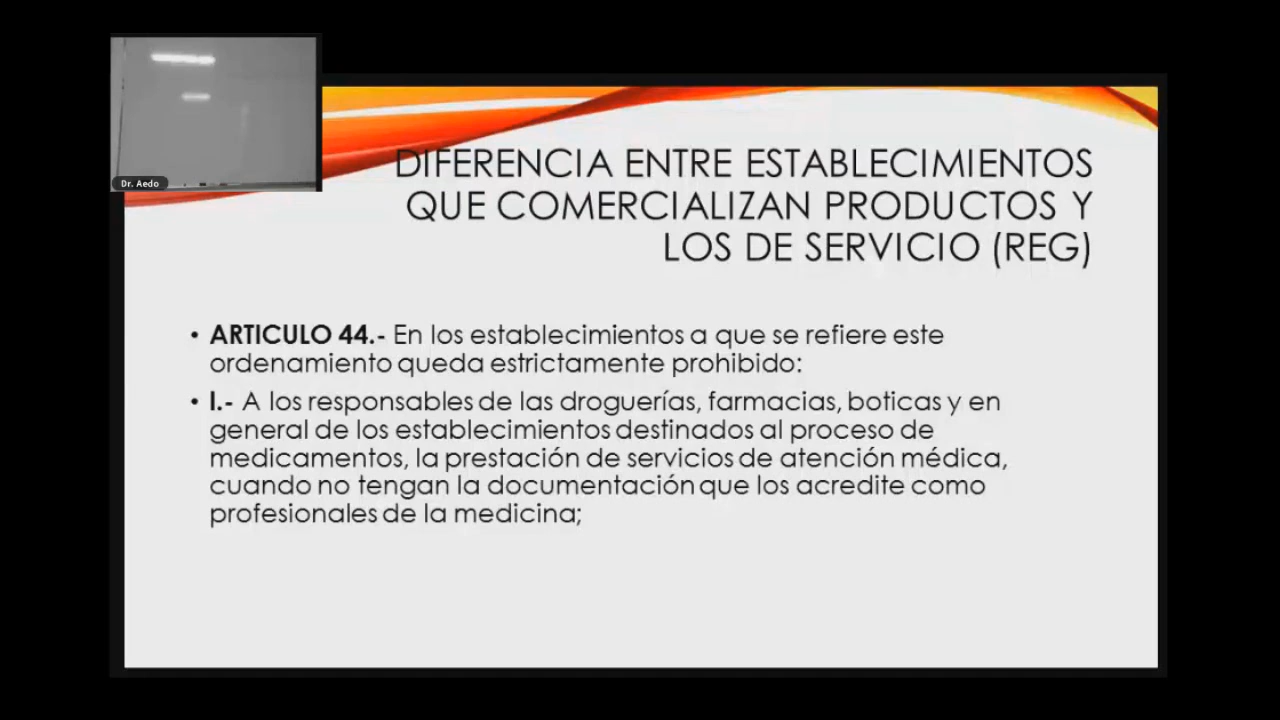 Dr. Aedo
DIFERENCIA ENTRE ESTABLECIMIENTOS
QUE COMERCIALIZAN PRODUCTOS Y
LOS DE SERVICIO (REG)
• ARTICULO 44.- En los establecimientos a que se refiere este
ordenamiento queda estrictamente prohibido:
• I.- A los responsables de las droguerías, farmacias, boticas y en
general de los establecimientos destinados al proceso de
medicamentos, la prestación de servicios de atención médica,
cuando no tengan la documentación que los acredite como
profesionales de la medicina;